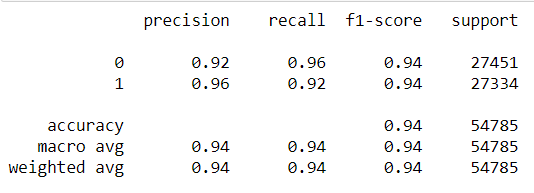 precision recall f1-score support
0 0.92 0.96 0.94 27451
1 0.96 0.92 0.94 27334
accuracy 0.94 54785
macro avg 0.94 0.94 0.94 54785
weighted avg 0.94 0.94 0.94 54785